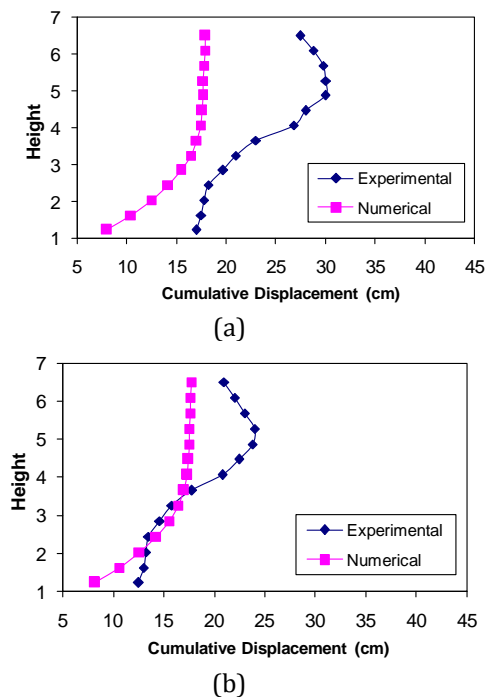 (a)
7
6
5
4
3
2
1
Height
Experimental
Numerical
5 10 15 20 25 30 35 40 45
Cumulative Displacement (cm)
(a)
7
6
5
4
3
2
1
Height
Experimental
Numerical
5 10 15 20 25 30 35 40 45
Cumulative Displacement (cm)
(b)